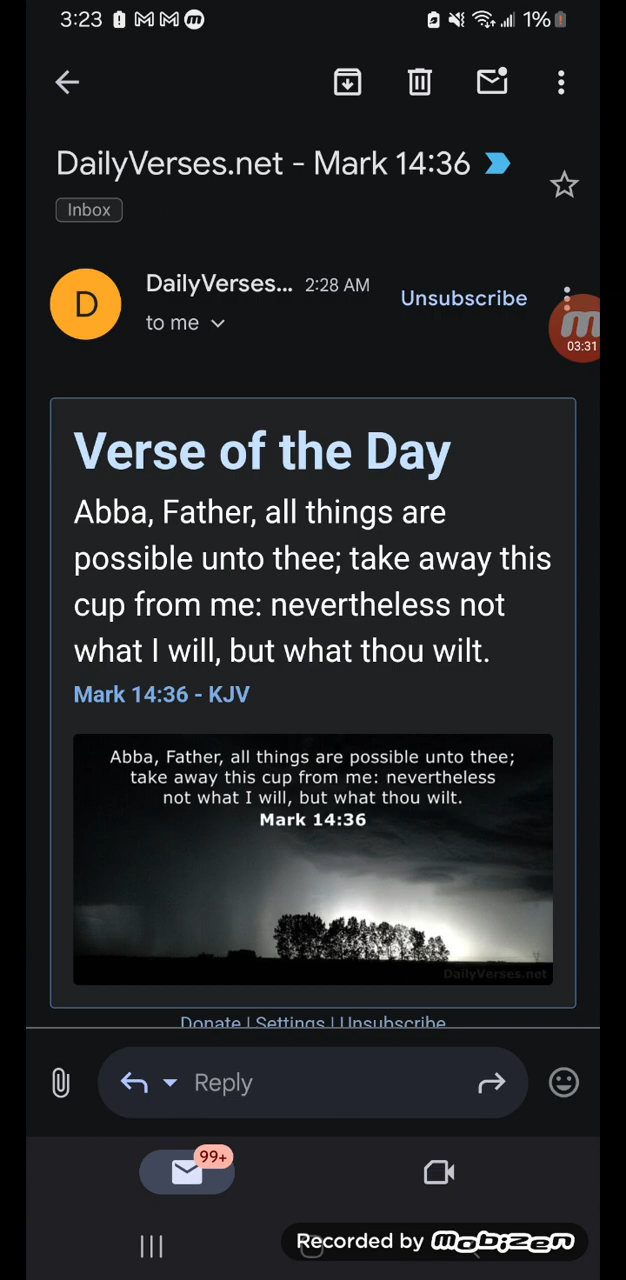 3:23
1%
DailyVerses.net - Mark 14:36
Inbox
D
DailyVerses... 2:28 AM
Unsubscribe
to me
03:31
Verse of the Day
Abba, Father, all things are
possible unto thee; take away this
cup from me: nevertheless not
what I will, but what thou wilt.
Mark 14:36 - KJV
Abba, Father, all things are possible unto thee;
take away this cup from me: nevertheless
not what I will, but what thou wilt.
Mark 14:36
DailyVerses.net
Donate | Settings | Unsubscribe
Reply
99+
Recorded by mobizen